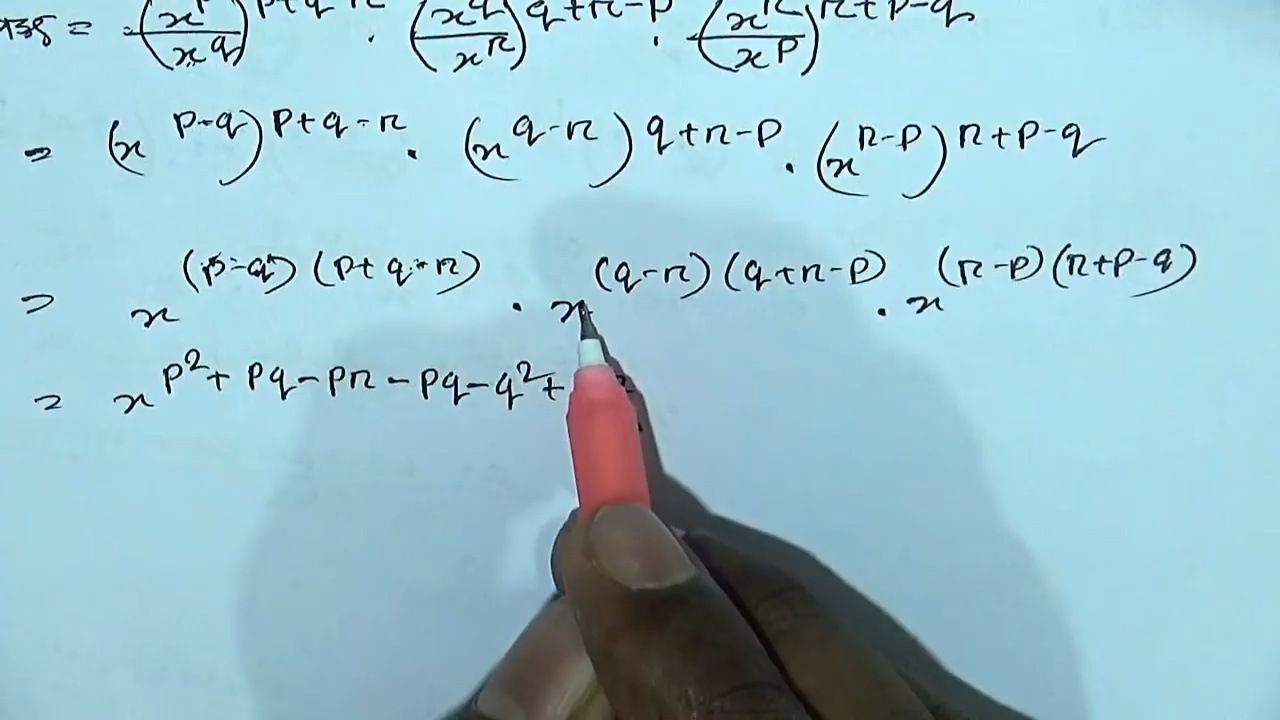 = (x^p/x^q)^p+q-r · (x^q/x^r)^q+r-p · (x^r/x^p)^r+p-q
= (x^p-q)^p+q-r · (x^q-r)^q+r-p · (x^r-p)^r+p-q
= x^(p-q)(p+q-r) · x^(q-r)(q+r-p) · x^(r-p)(r+p-q)
= x^p²+pq-pr-pq-q²+